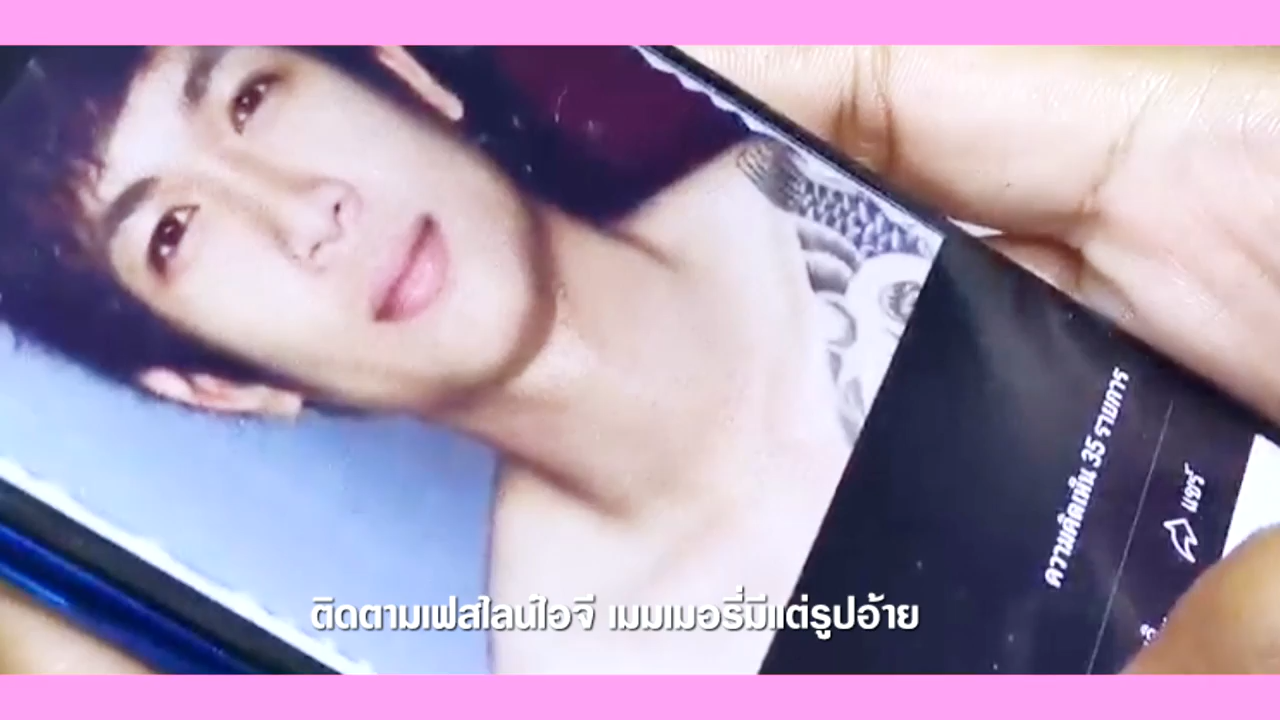 ความคิดเห็น 35 รายการ
แชร์
ติดตามเฟสไลน์ไอจี เมมเมอรี่มีแต่รูปอ้าย